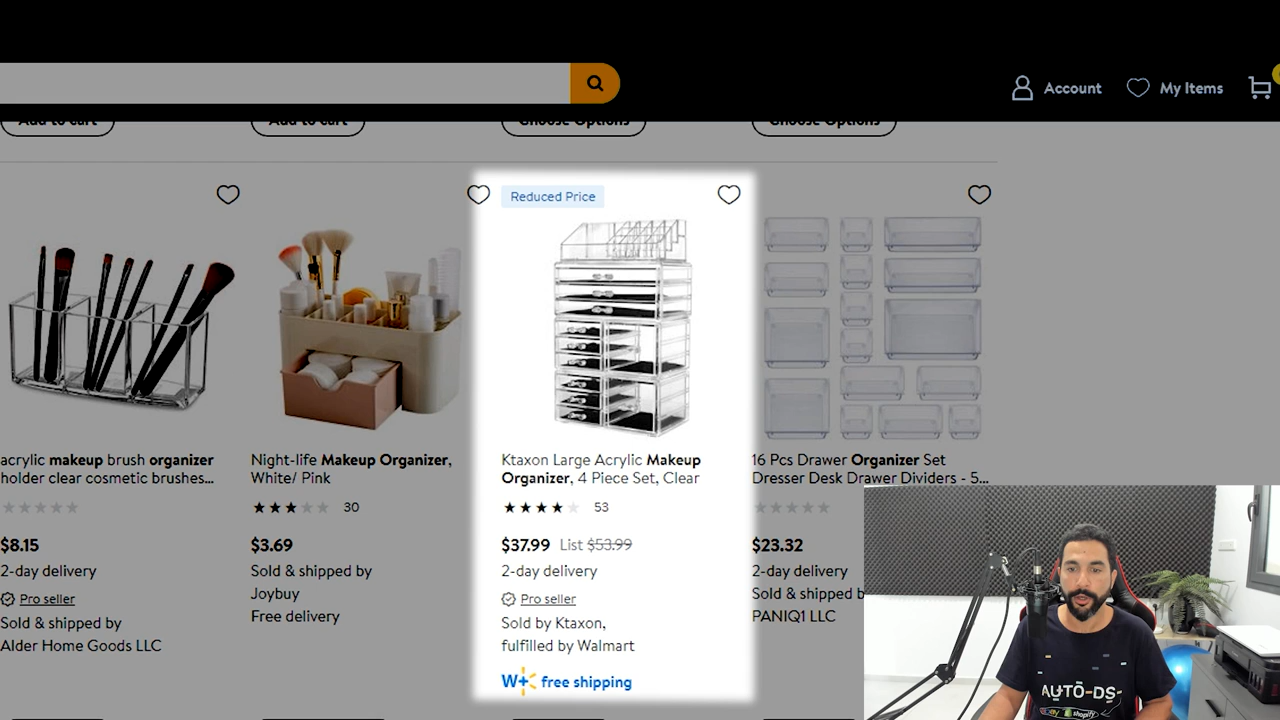 Account
My Items
Add to cart
Add to cart
Choose Options
Choose Options
acrylic makeup brush organizer
holder clear cosmetic brushes...
$8.15
2-day delivery
Pro seller
Sold & shipped by
Alder Home Goods LLC
Night-life Makeup Organizer,
White/ Pink
30
$3.69
Sold & shipped by
Joybuy
Free delivery
Reduced Price
Ktaxon Large Acrylic Makeup
Organizer, 4 Piece Set, Clear
53
$37.99 List $53.99
2-day delivery
Pro seller
Sold by Ktaxon,
fulfilled by Walmart
W+ free shipping
16 Pcs Drawer Organizer Set
Dresser Desk Drawer Dividers - 5...
$23.32
2-day delivery
Sold & shipped b
PANIQ1 LLC
AUTO-DS
ebay shopify